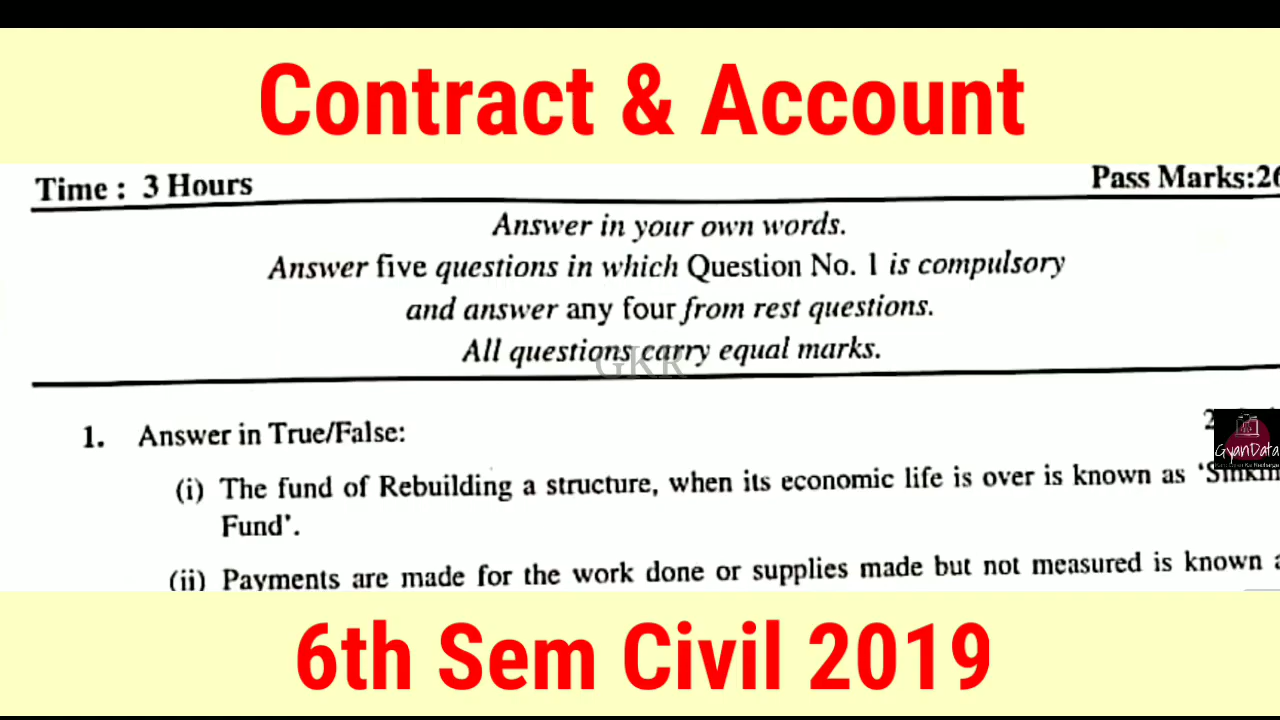 Contract & Account
Time : 3 Hours Pass Marks:26
Answer in your own words.
Answer five questions in which Question No. 1 is compulsory
and answer any four from rest questions.
All questions carry equal marks.
GKR
1. Answer in True/False: 2
GyanData
(i) The fund of Rebuilding a structure, when its economic life is over is known as
Fund'.
(ii) Payments are made for the work done or supplies made but not measured is known
6th Sem Civil 2019